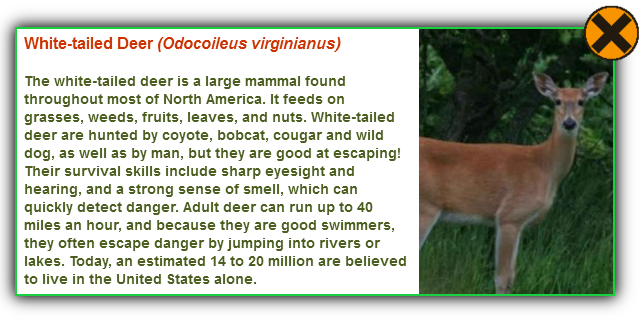 White-tailed Deer (Odocoileus virginianus)
The white-tailed deer is a large mammal found
throughout most of North America. It feeds on
grasses, weeds, fruits, leaves, and nuts. White-tailed
deer are hunted by coyote, bobcat, cougar and wild
dog, as well as by man, but they are good at escaping!
Their survival skills include sharp eyesight and
hearing, and a strong sense of smell, which can
quickly detect danger. Adult deer can run up to 40
miles an hour, and because they are good swimmers,
they often escape danger by jumping into rivers or
lakes. Today, an estimated 14 to 20 million are believed
to live in the United States alone.